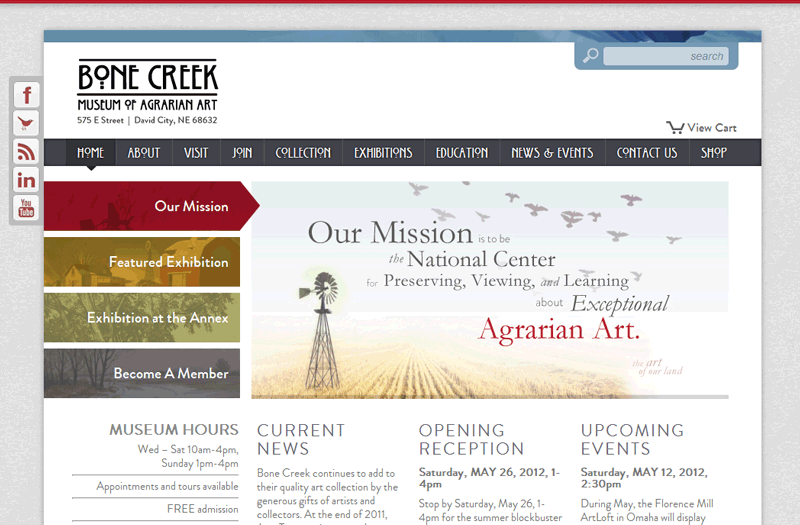 search
BONE CREEK
MUSEUM OF AGRARIAN ART
575 E Street | David City, NE 68632
View Cart
HOME ABOUT VISIT JOIN COLLECTION EXHIBITIONS EDUCATION NEWS & EVENTS CONTACT US SHOP
f
in
You
Tube
Our Mission
Featured Exhibition
Exhibition at the Annex
Become A Member
Our Mission is to be
the National Center
for Preserving, Viewing, and Learning
about Exceptional
Agrarian Art.
the art
of our land
MUSEUM HOURS
Wed – Sat 10am-4pm,
Sunday 1pm-4pm
Appointments and tours available
FREE admission
CURRENT
NEWS
Bone Creek continues to add to
their quality art collection by the
generous gifts of artists and
collectors. At the end of 2011,
OPENING
RECEPTION
Saturday, MAY 26, 2012, 1-
4pm
Stop by Saturday, May 26, 1-
4pm for the summer blockbuster
UPCOMING
EVENTS
Saturday, MAY 12, 2012,
2:30pm
During May, the Florence Mill
ArtLoft in Omaha will display